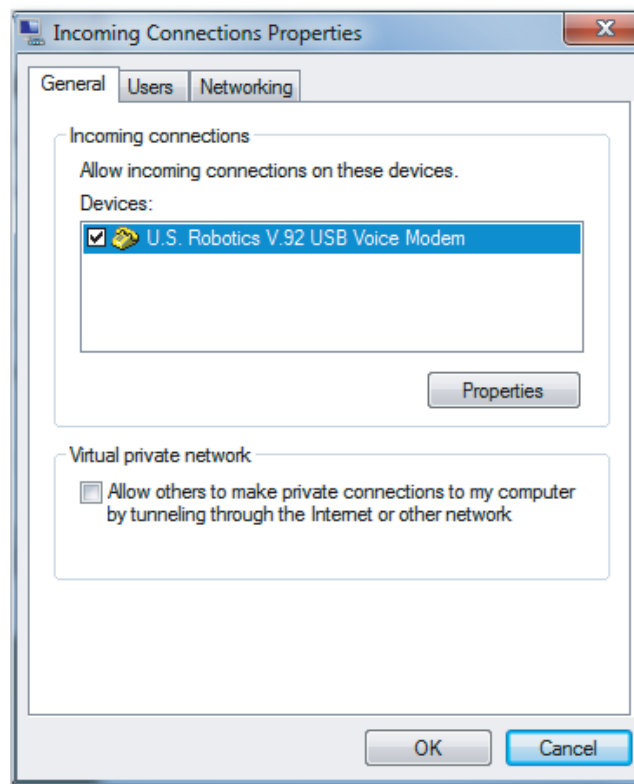 Incoming Connections Properties
General Users Networking
Incoming connections
Allow incoming connections on these devices.
Devices:
U.S. Robotics V.92 USB Voice Modem
Properties
Virtual private network
Allow others to make private connections to my computer
by tunneling through the Internet or other network
OK Cancel